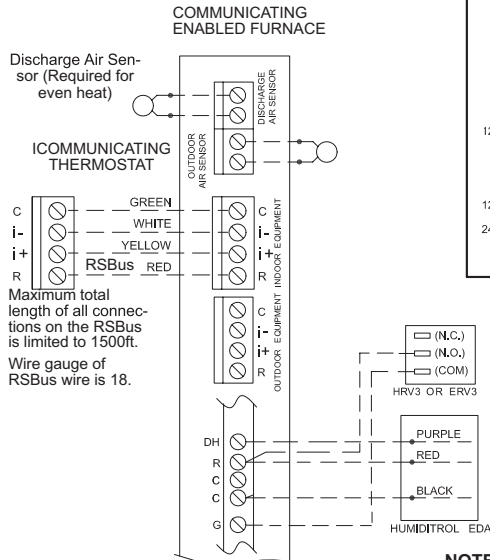 COMMUNICATING
ENABLED FURNACE
Discharge Air Sen-
sor (Required for
even heat)
DISCHARGE
AIR SENSOR
OUTDOOR
AIR SENSOR
ICOMMUNICATING
THERMOSTAT
C GREEN C
i- WHITE i-
i+ YELLOW i+
R RSBus RED R
INDOOR EQUIPMENT
Maximum total
length of all connec-
tions on the RSBus
is limited to 1500ft.
Wire gauge of
RSBus wire is 18.
C
i-
i+
R
OUTDOOR EQUIPMENT
(N.C.)
(N.O.)
(COM)
HRV3 OR ERV3
DH PURPLE
R RED
C
C BLACK
G
HUMIDITROL EDA
NOTE
12
12
24